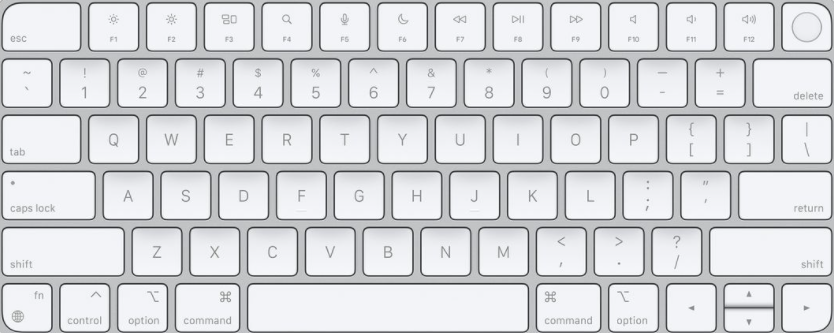 esc F1 F2 F3 F4 F5 F6 F7 F8 F9 F10 F11 F12
~ ! @ # $ % ^ & * ( ) — +
` 1 2 3 4 5 6 7 8 9 0 - = delete
tab Q W E R T Y U I O P { [ } ] | \
caps lock A S D F G H J K L : ; " ' return
shift Z X C V B N M < , > . ? / shift
fn ^ ⌥ ⌘ ⌘ ⌥
control option command command option